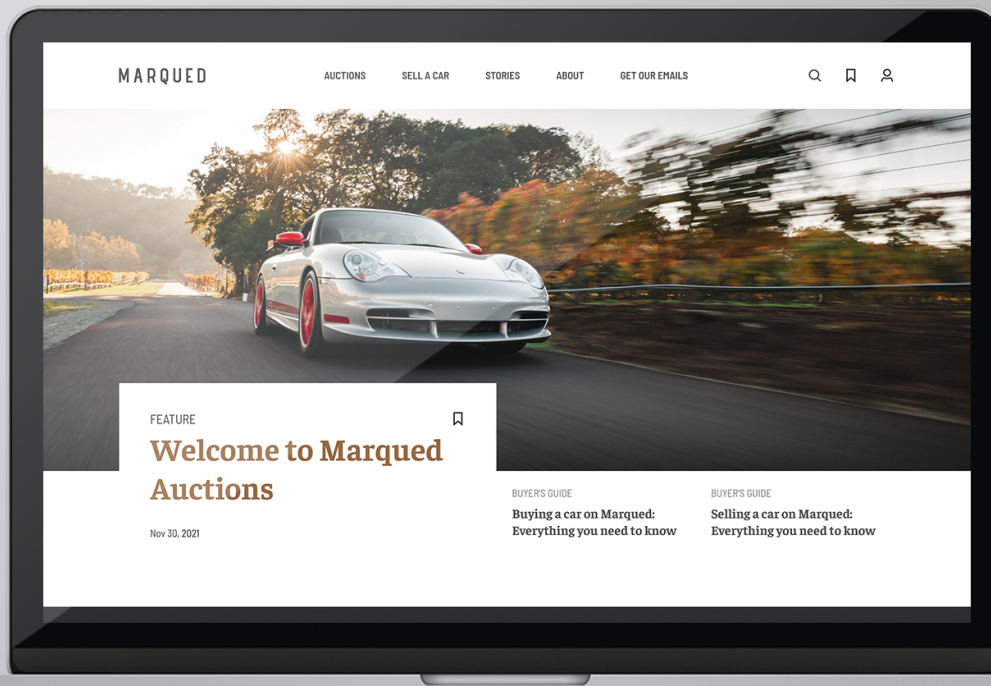 MARQUED
AUCTIONS
SELL A CAR
STORIES
ABOUT
GET OUR EMAILS
FEATURE
Welcome to Marqued
Auctions
Nov 30, 2021
BUYER'S GUIDE
Buying a car on Marqued:
Everything you need to know
BUYER'S GUIDE
Selling a car on Marqued:
Everything you need to know